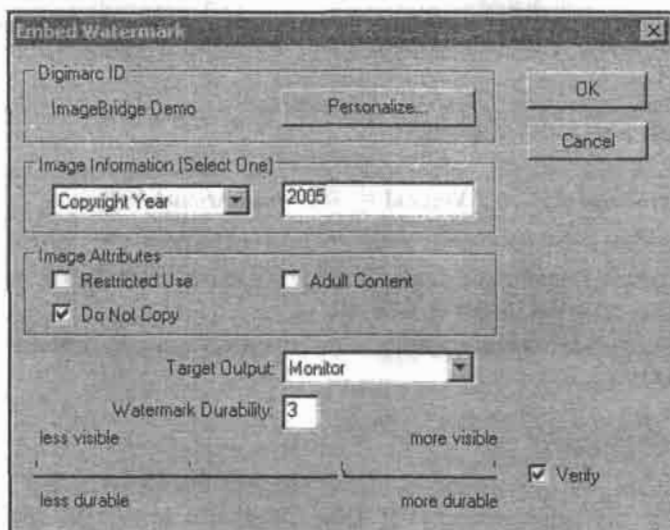 Embed Watermark
Digimarc ID
ImageBridge Demo
Personalize...
OK
Cancel
Image Information (Select One)
Copyright Year
2005
Image Attributes
Restricted Use
Adult Content
Do Not Copy
Target Output: Monitor
Watermark Durability: 3
less visible more visible
less durable more durable
Verify